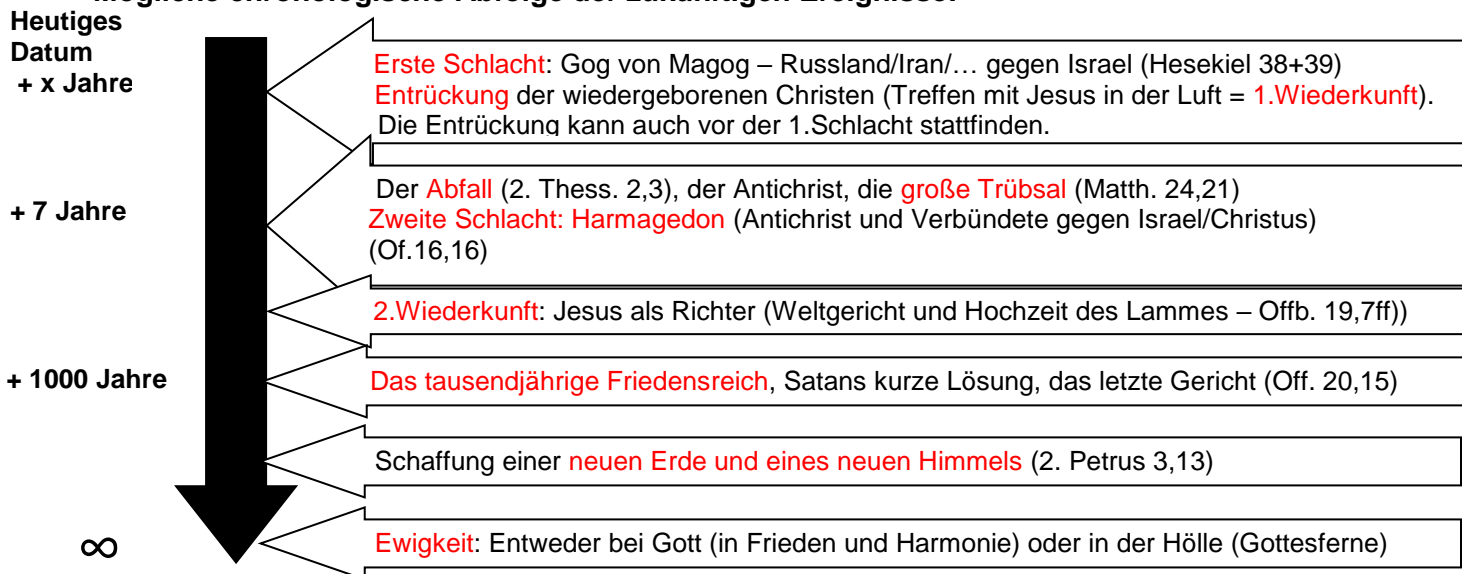 Mögliche chronologische Abfolge der zukünftigen Ereignisse:
Heutiges
Datum
+ x Jahre
Erste Schlacht: Gog von Magog – Russland/Iran/… gegen Israel (Hesekiel 38+39)
Entrückung der wiedergeborenen Christen (Treffen mit Jesus in der Luft = 1.Wiederkunft).
Die Entrückung kann auch vor der 1.Schlacht stattfinden.
+ 7 Jahre
Der Abfall (2. Thess. 2,3), der Antichrist, die große Trübsal (Matth. 24,21)
Zweite Schlacht: Harmagedon (Antichrist und Verbündete gegen Israel/Christus)
(Of.16,16)
2.Wiederkunft: Jesus als Richter (Weltgericht und Hochzeit des Lammes – Offb. 19,7ff))
+ 1000 Jahre
Das tausendjährige Friedensreich, Satans kurze Lösung, das letzte Gericht (Off. 20,15)
Schaffung einer neuen Erde und eines neuen Himmels (2. Petrus 3,13)
∞
Ewigkeit: Entweder bei Gott (in Frieden und Harmonie) oder in der Hölle (Gottesferne)